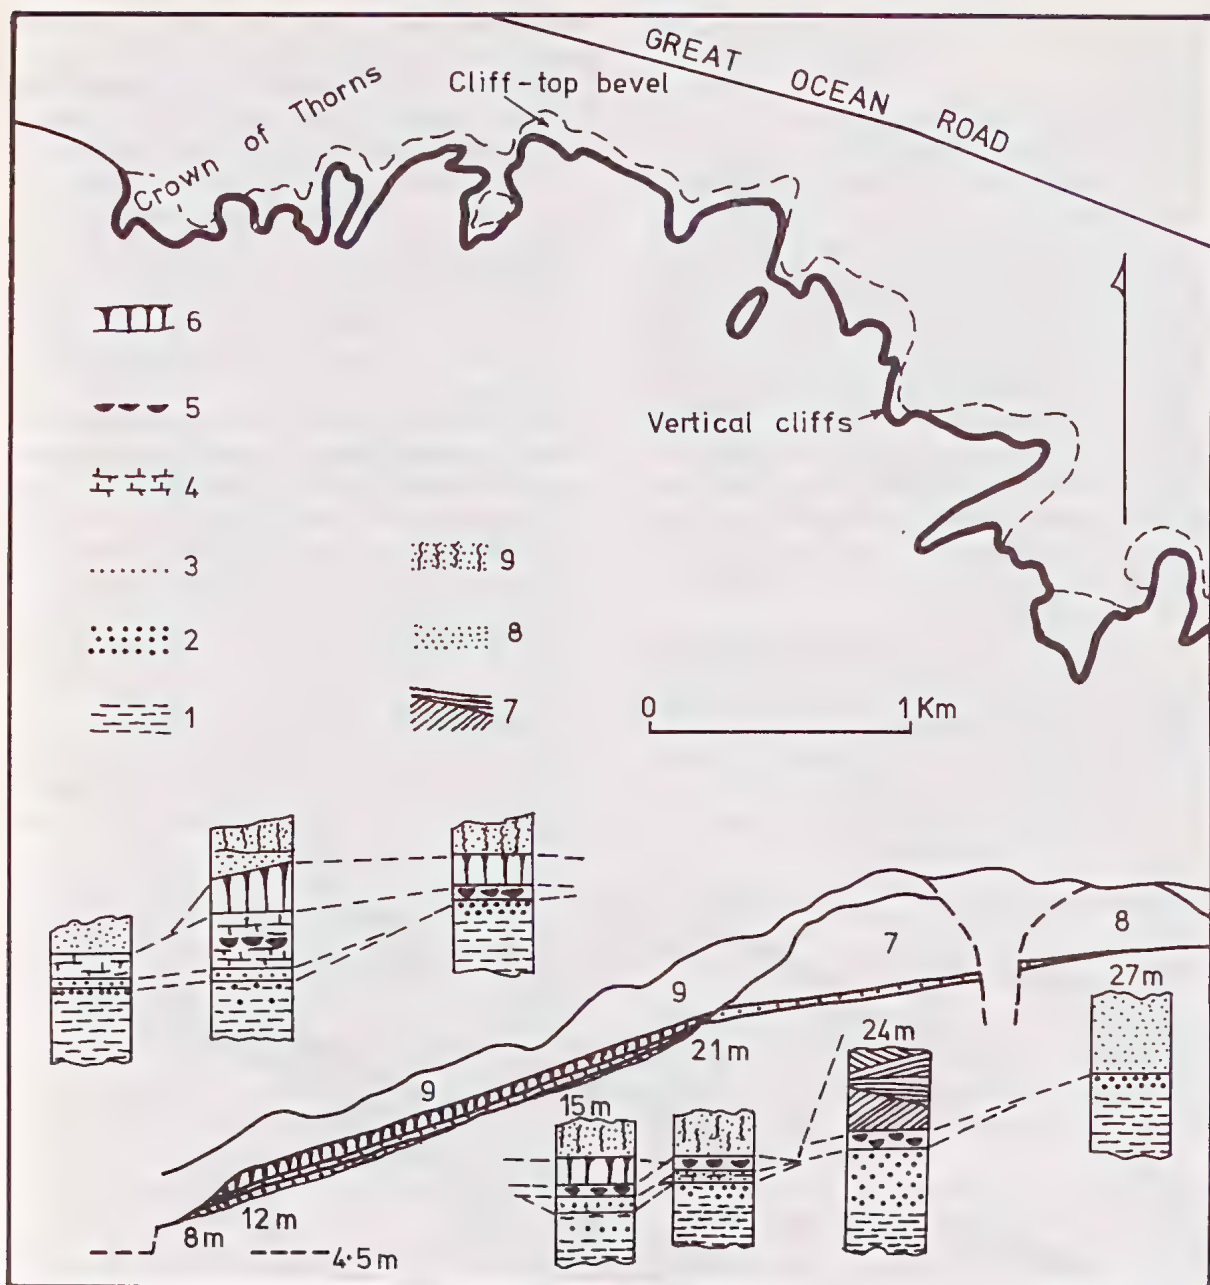 GREAT OCEAN ROAD
Cliff-top bevel
Crown of Thorns
6
5
Vertical cliffs
4
3
9
2
8
1
7
0 1 Km
7
8
27m
9
21m
24m
9
15m
12m
8m
4·5m